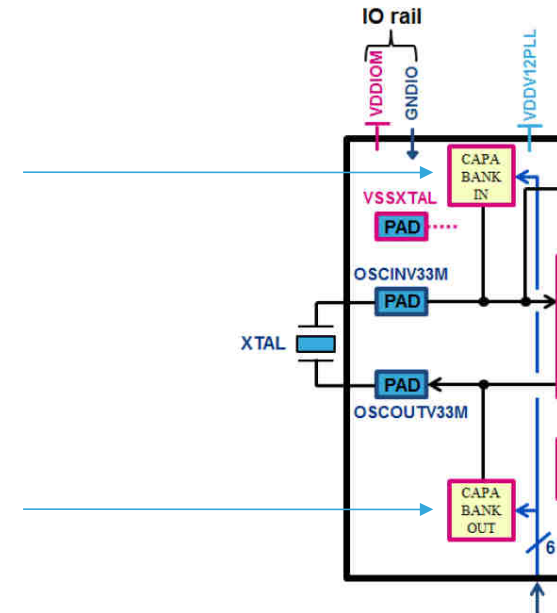 IO rail
VDDIOM
GNDIO
VDDV12PLL
CAPA
BANK
IN
VSSXTAL
PAD
OSCINV33M
PAD
XTAL
PAD
OSCOUTV33M
CAPA
BANK
OUT
6